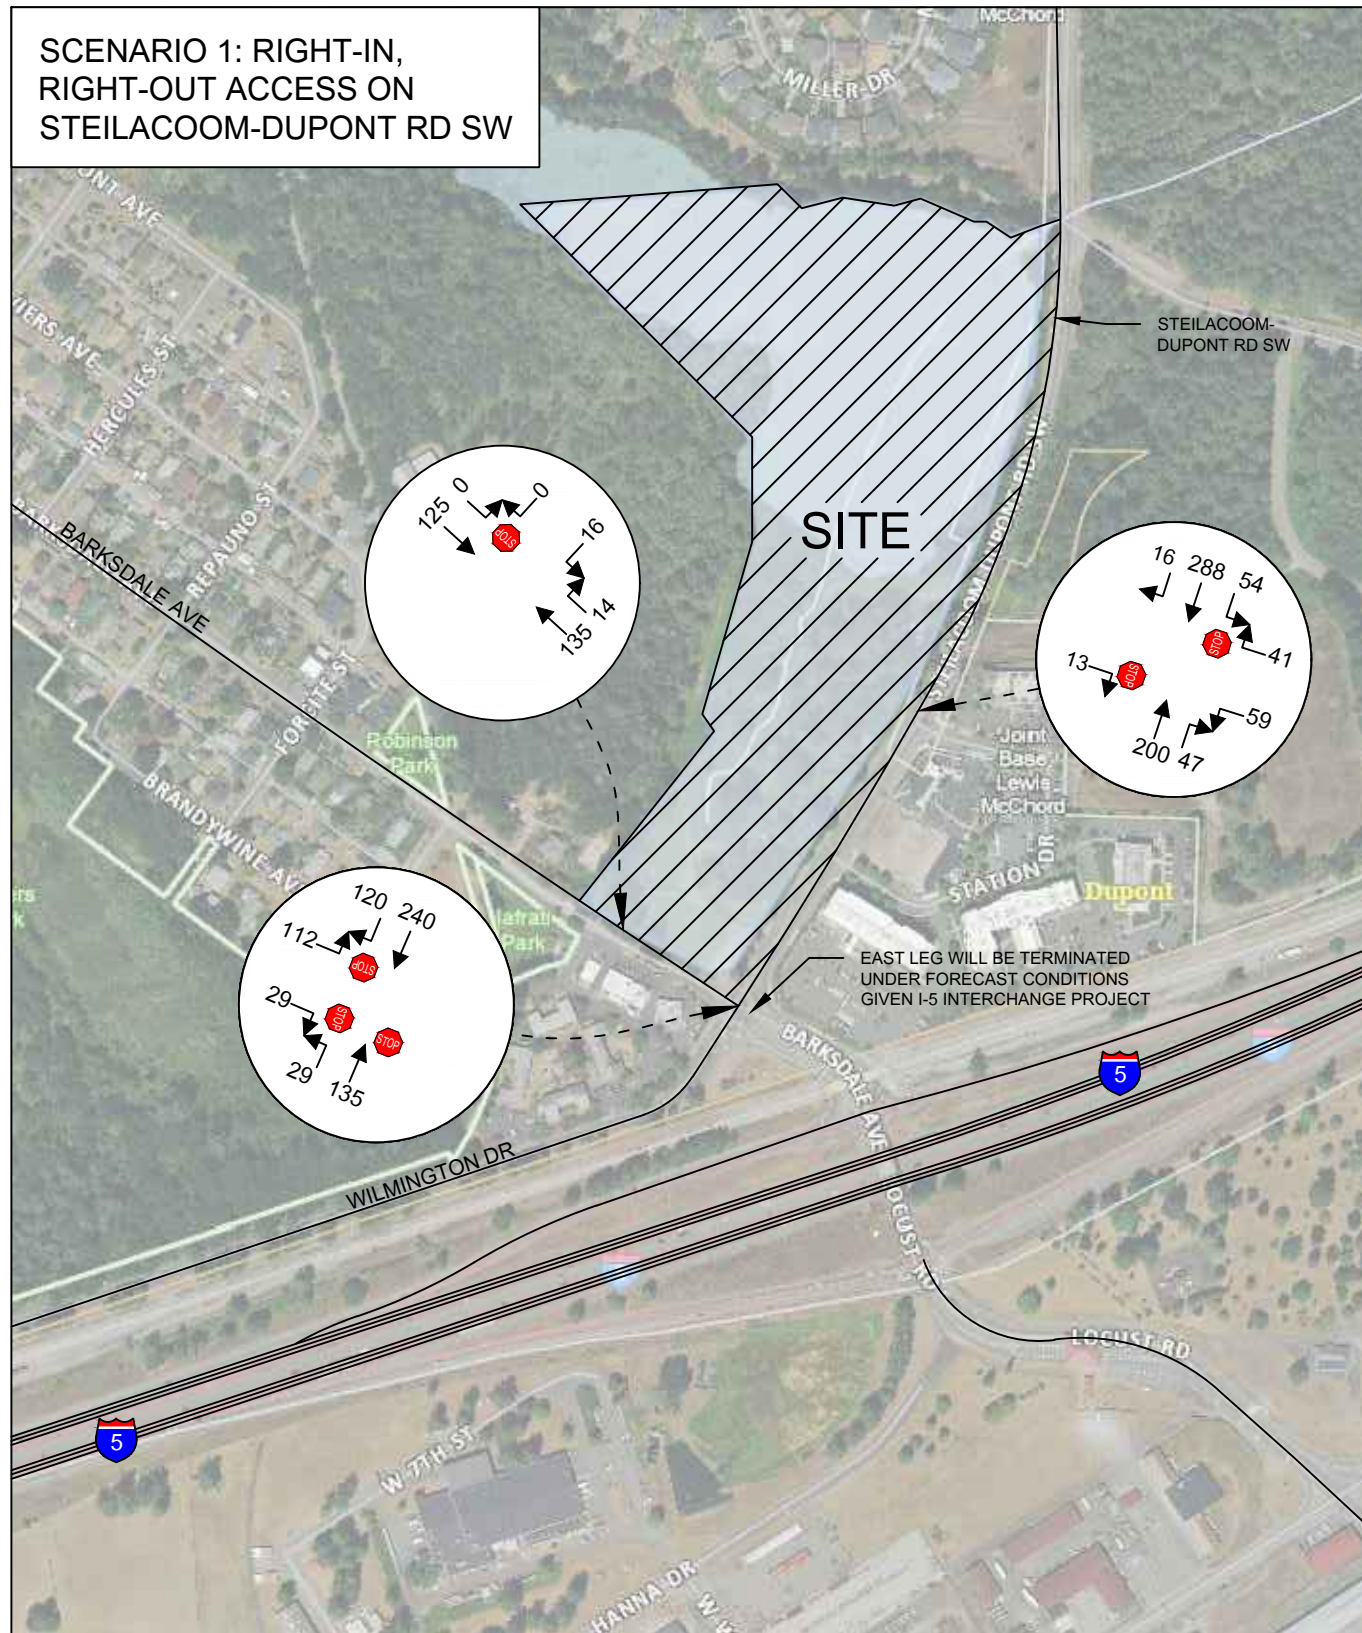 SCENARIO 1: RIGHT-IN,
RIGHT-OUT ACCESS ON
STEILACOOM-DUPONT RD SW
McChord
MILLER DR
STEILACOOM-
DUPONT RD SW
HERCULES ST
REPAUNO ST
BARKSDALE AVE
FORCITE ST
BRANDYWINE AVE
Robinson
Park
Park
SITE
125
0
0
STOP
16
14
135
16
288
54
STOP
41
13
STOP
59
200
47
Joint
Base
Lewis
McChord
STATION DR
Dupont
112
120
240
STOP
29
STOP
STOP
29
135
EAST LEG WILL BE TERMINATED
UNDER FORECAST CONDITIONS
GIVEN I-5 INTERCHANGE PROJECT
BARKSDALE AVE
5
WILMINGTON DR
LOCUST RD
LOCUST RD
5
W 7TH ST
HANNA DR